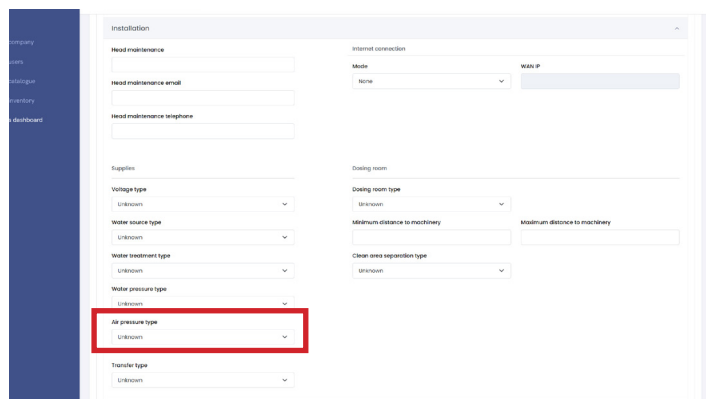 Installation
company
users
catalogue
inventory
s dashboard
Head maintenance
Head maintenance email
Head maintenance telephone
Internet connection
Mode
None
WAN IP
Supplies
Voltage type
Unknown
Water source type
Unknown
Water treatment type
Unknown
Water pressure type
Unknown
Air pressure type
Unknown
Transfer type
Unknown
Dosing room
Dosing room type
Unknown
Minimum distance to machinery
Maximum distance to machinery
Clean area separation type
Unknown